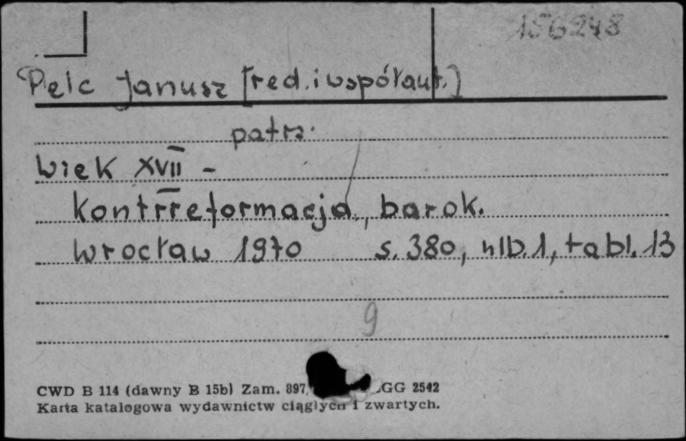 156248
Pelc Janusz [red. i współaut.]
patrz.
Wiek XVII -
kontrreformacja, barok.
Wrocław 1970 s. 380, nlb. 1, tabl. 13
9
CWD B 114 (dawny B 15b) Zam. 897, GG 2542
Karta katalogowa wydawnictw ciągłych i zwartych.